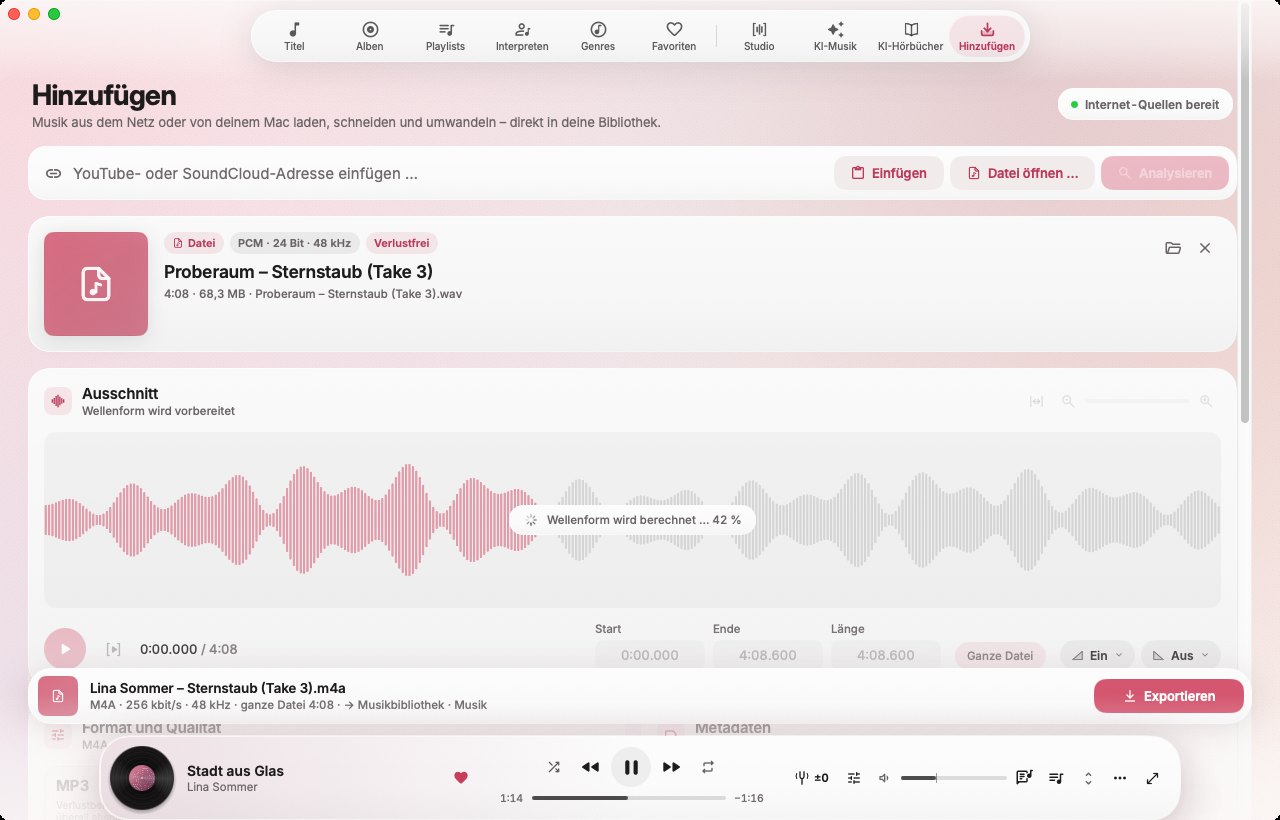 Titel
Alben
Playlists
Interpreten
Genres
Favoriten
Studio
KI-Musik
KI-Hörbücher
Hinzufügen
Hinzufügen
Musik aus dem Netz oder von deinem Mac laden, schneiden und umwandeln – direkt in deine Bibliothek.
Internet-Quellen bereit
YouTube- oder SoundCloud-Adresse einfügen ...
Einfügen
Datei öffnen ...
Analysieren
Datei
PCM · 24 Bit · 48 kHz
Verlustfrei
Proberaum – Sternstaub (Take 3)
4:08 · 68,3 MB · Proberaum – Sternstaub (Take 3).wav
Ausschnitt
Wellenform wird vorbereitet
Wellenform wird berechnet ... 42 %
Start
Ende
Länge
0:00.000 / 4:08
0:00.000
4:08.600
4:08.600
Ganze Datei
Ein
Aus
Lina Sommer – Sternstaub (Take 3).m4a
M4A · 256 kbit/s · 48 kHz · ganze Datei 4:08 · → Musikbibliothek · Musik
Exportieren
Format und Qualität
Metadaten
M4A
MP3
Stadt aus Glas
Lina Sommer
1:14
−1:16
±0